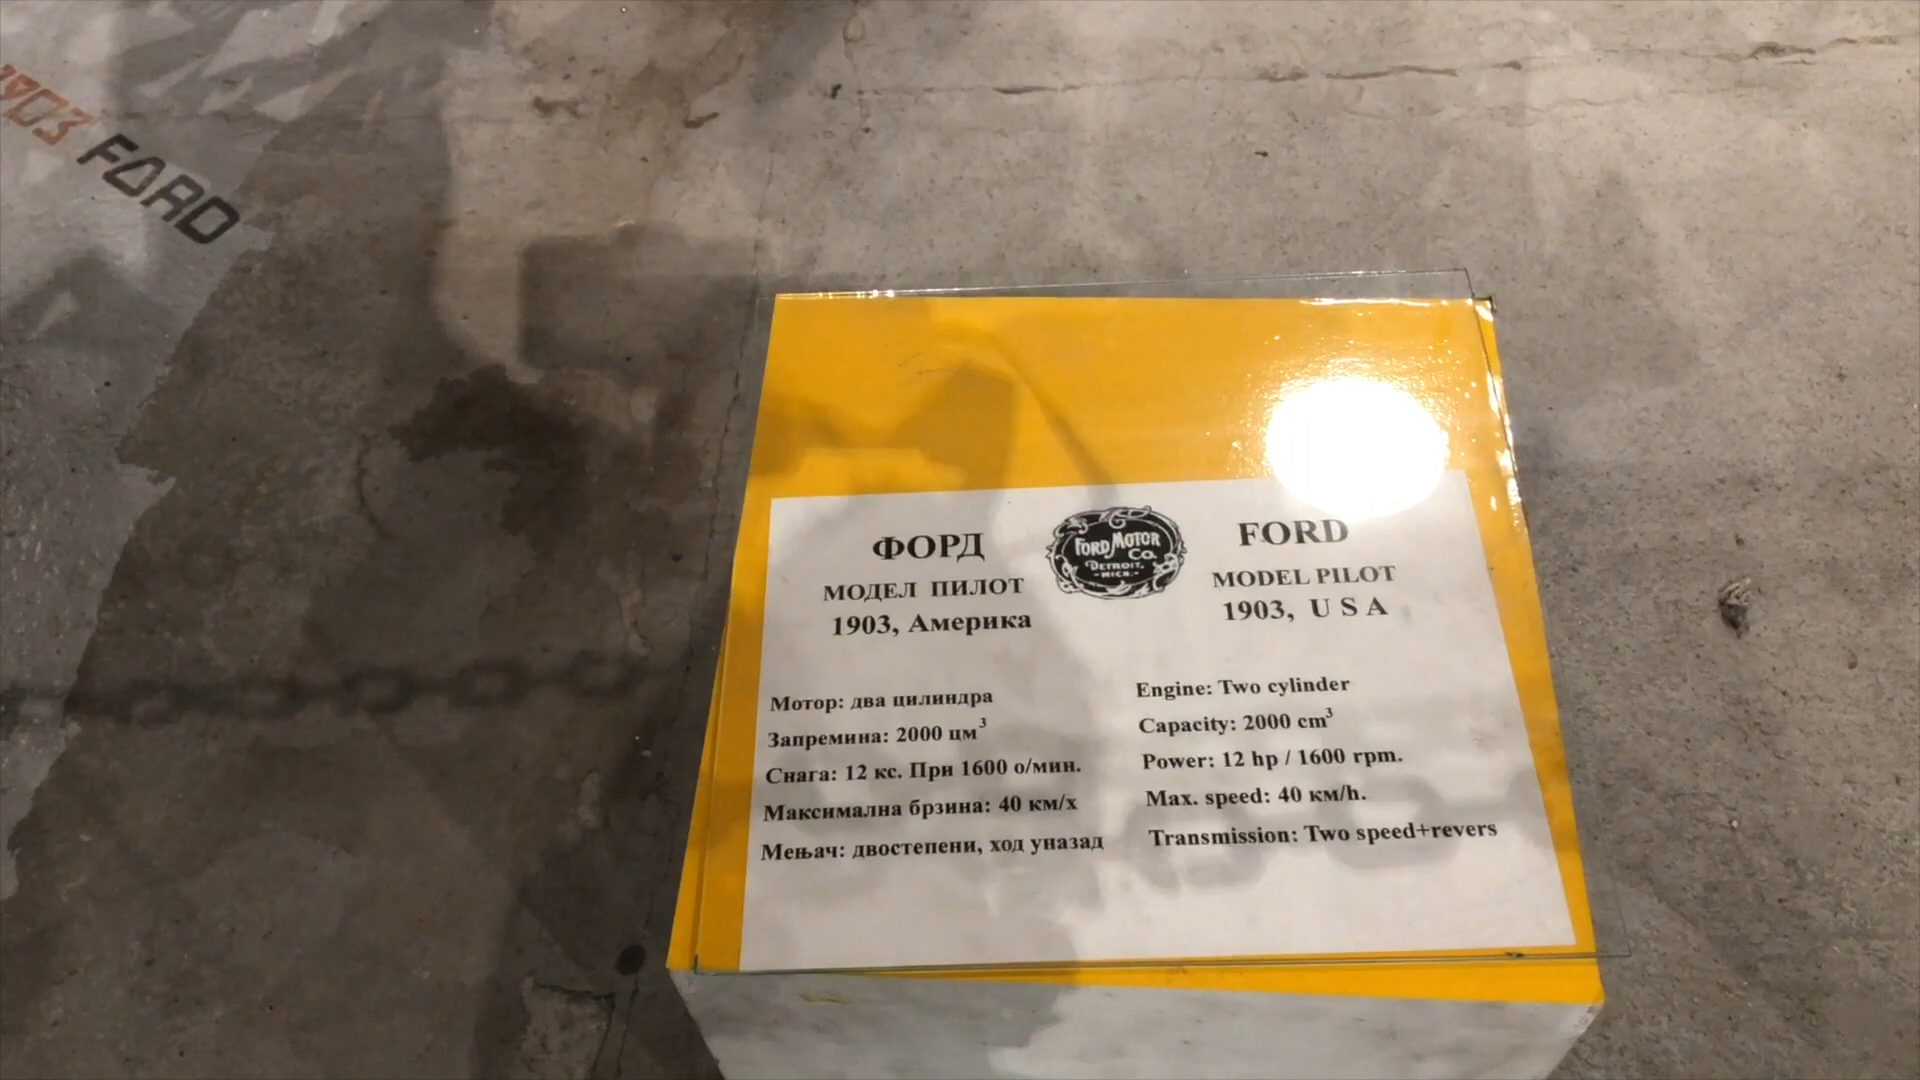 1903 FORD
ФОРД
МОДЕЛ ПИЛОТ
1903, Америка
Мотор: два цилиндра
Запремина: 2000 цм³
Снага: 12 кс. При 1600 о/мин.
Максимална брзина: 40 км/х
Мењач: двостепени, ход уназад
FORD MOTOR
CO.
DETROIT,
-MICH.-
FORD
MODEL PILOT
1903, U S A
Engine: Two cylinder
Capacity: 2000 cm³
Power: 12 hp / 1600 rpm.
Max. speed: 40 км/h.
Transmission: Two speed+revers